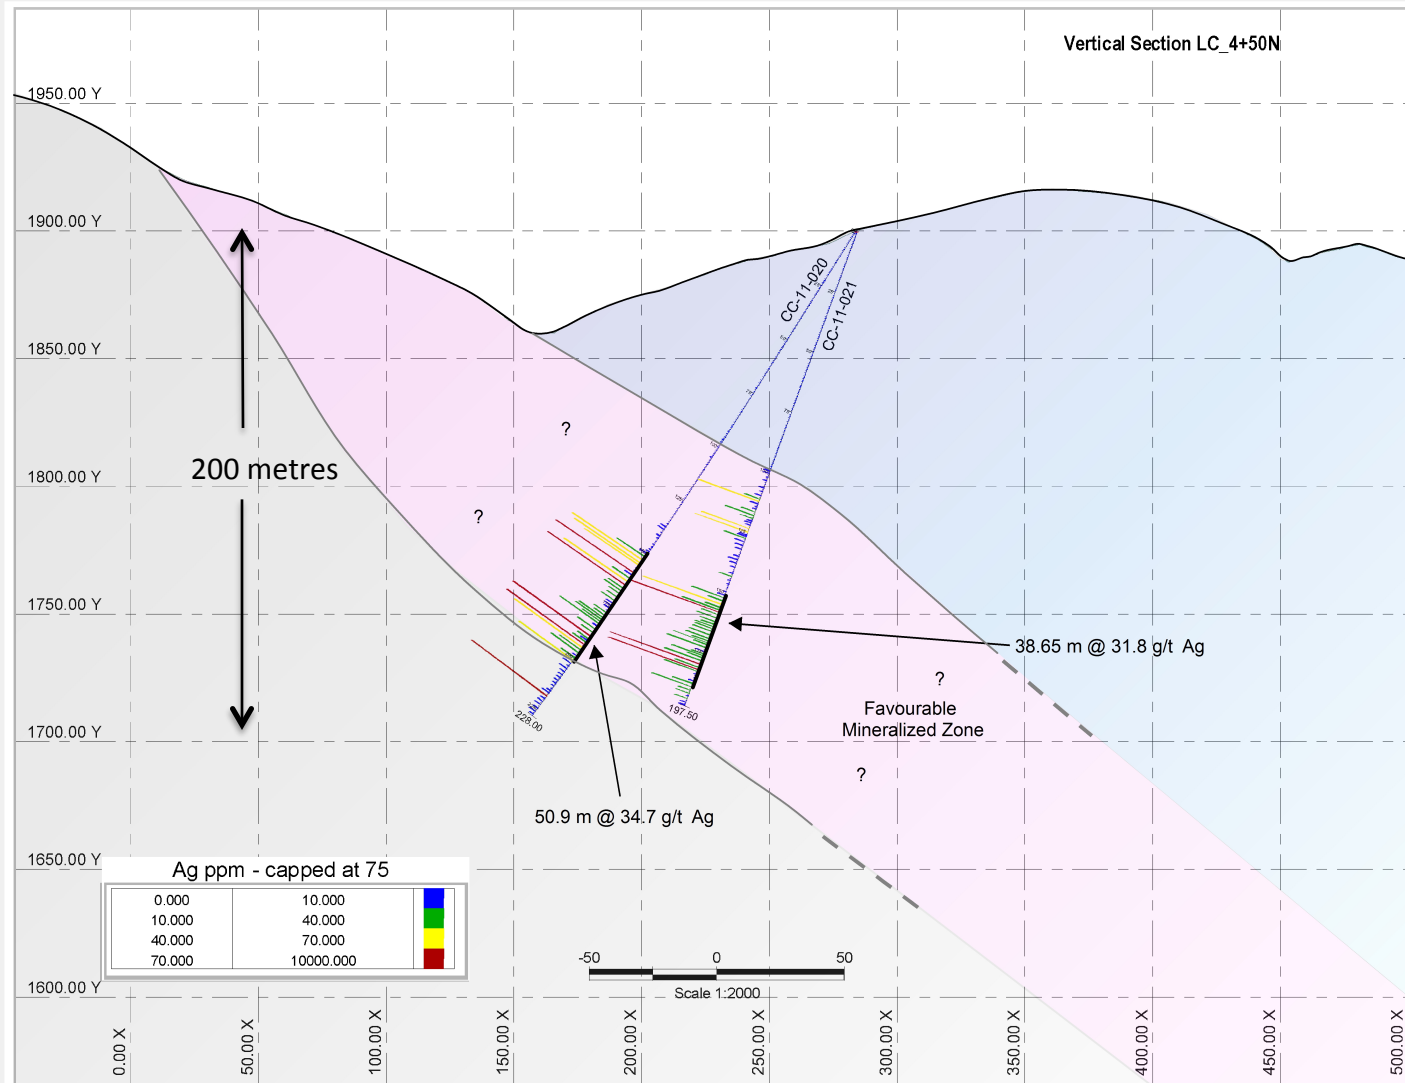 Vertical Section LC_4+50N
1950.00 Y
1900.00 Y
CC-11-020
CC-11-021
1850.00 Y
?
200 metres
1800.00 Y
?
1750.00 Y
38.65 m @ 31.8 g/t Ag
?
197.50
228.00
Favourable
Mineralized Zone
1700.00 Y
?
50.9 m @ 34.7 g/t Ag
1650.00 Y
Ag ppm - capped at 75
0.000 10.000
10.000 40.000
40.000 70.000
70.000 10000.000
-50 0 50
Scale 1:2000
1600.00 Y
0.00 X
50.00 X
100.00 X
150.00 X
200.00 X
250.00 X
300.00 X
350.00 X
400.00 X
500.00 X